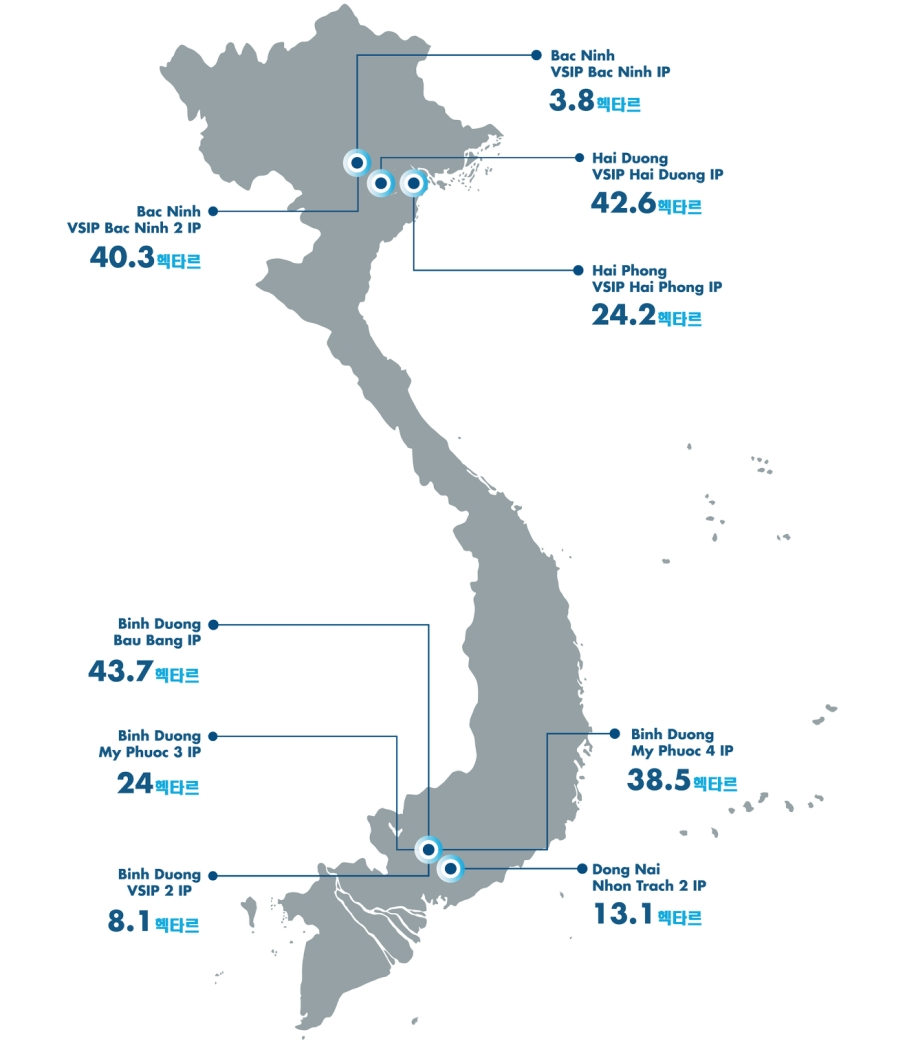 Bac Ninh
VSIP Bac Ninh IP
3.8헥타르
Hai Duong
VSIP Hai Duong IP
42.6헥타르
Bac Ninh
VSIP Bac Ninh 2 IP
40.3헥타르
Hai Phong
VSIP Hai Phong IP
24.2헥타르
Binh Duong
Bau Bang IP
43.7헥타르
Binh Duong
My Phuoc 3 IP
24헥타르
Binh Duong
My Phuoc 4 IP
38.5헥타르
Binh Duong
VSIP 2 IP
8.1헥타르
Dong Nai
Nhon Trach 2 IP
13.1헥타르